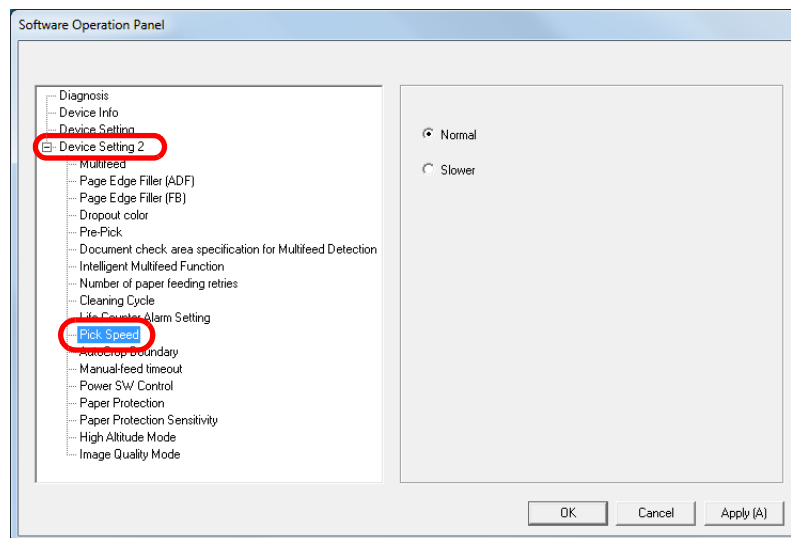 Software Operation Panel
Diagnosis
Device Info
Device Setting
Device Setting 2
Multifeed
Page Edge Filler (ADF)
Page Edge Filler (FB)
Dropout color
Pre-Pick
Document check area specification for Multifeed Detection
Intelligent Multifeed Function
Number of paper feeding retries
Cleaning Cycle
Life Counter Alarm Setting
Pick Speed
AutoCrop Boundary
Manual-feed timeout
Power SW Control
Paper Protection
Paper Protection Sensitivity
High Altitude Mode
Image Quality Mode
Normal
Slower
OK Cancel Apply (A)